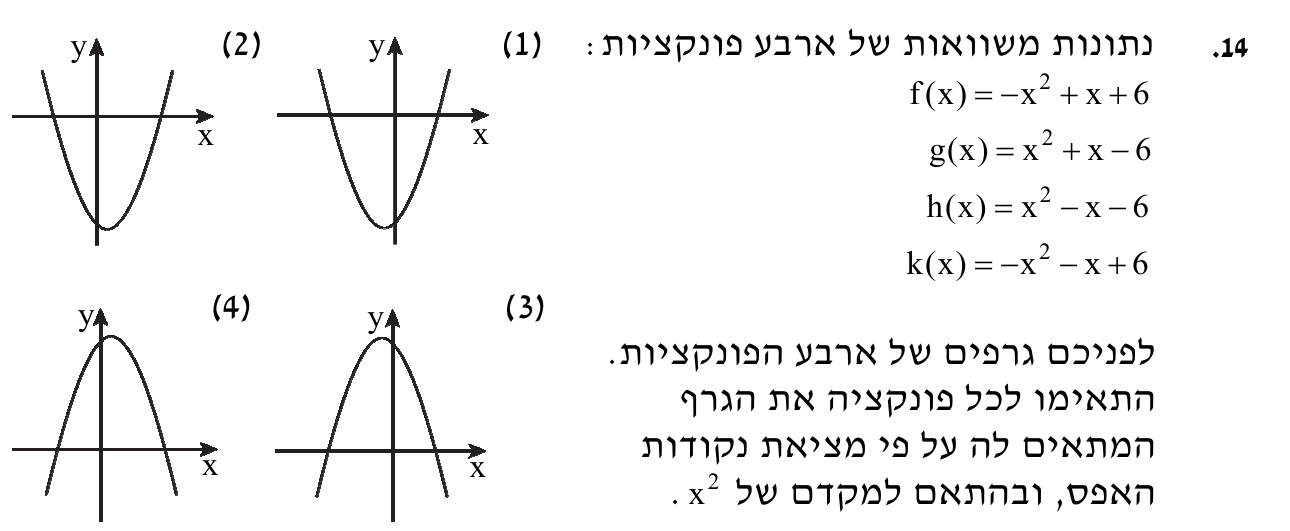 14. נתונות משוואות של ארבע פונקציות:
f(x) = −x² + x + 6
g(x) = x² + x − 6
h(x) = x² − x − 6
k(x) = −x² − x + 6
לפניכם גרפים של ארבע הפונקציות.
התאימו לכל פונקציה את הגרף
המתאים לה על פי מציאת נקודות
האפס, ובהתאם למקדם של x².
(1)
y
x
(2)
y
x
(3)
y
x
(4)
y
x